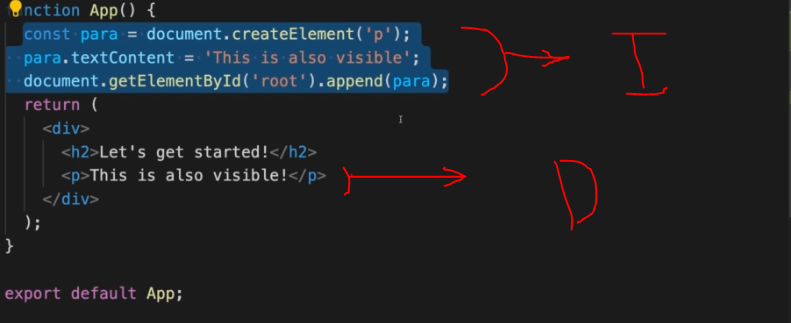 function App() {
const para = document.createElement('p');
para.textContent = 'This is also visible';
document.getElementById('root').append(para);
I
return (
<div>
<h2>Let's get started!</h2>
<p>This is also visible!</p>
D
</div>
);
}
export default App;